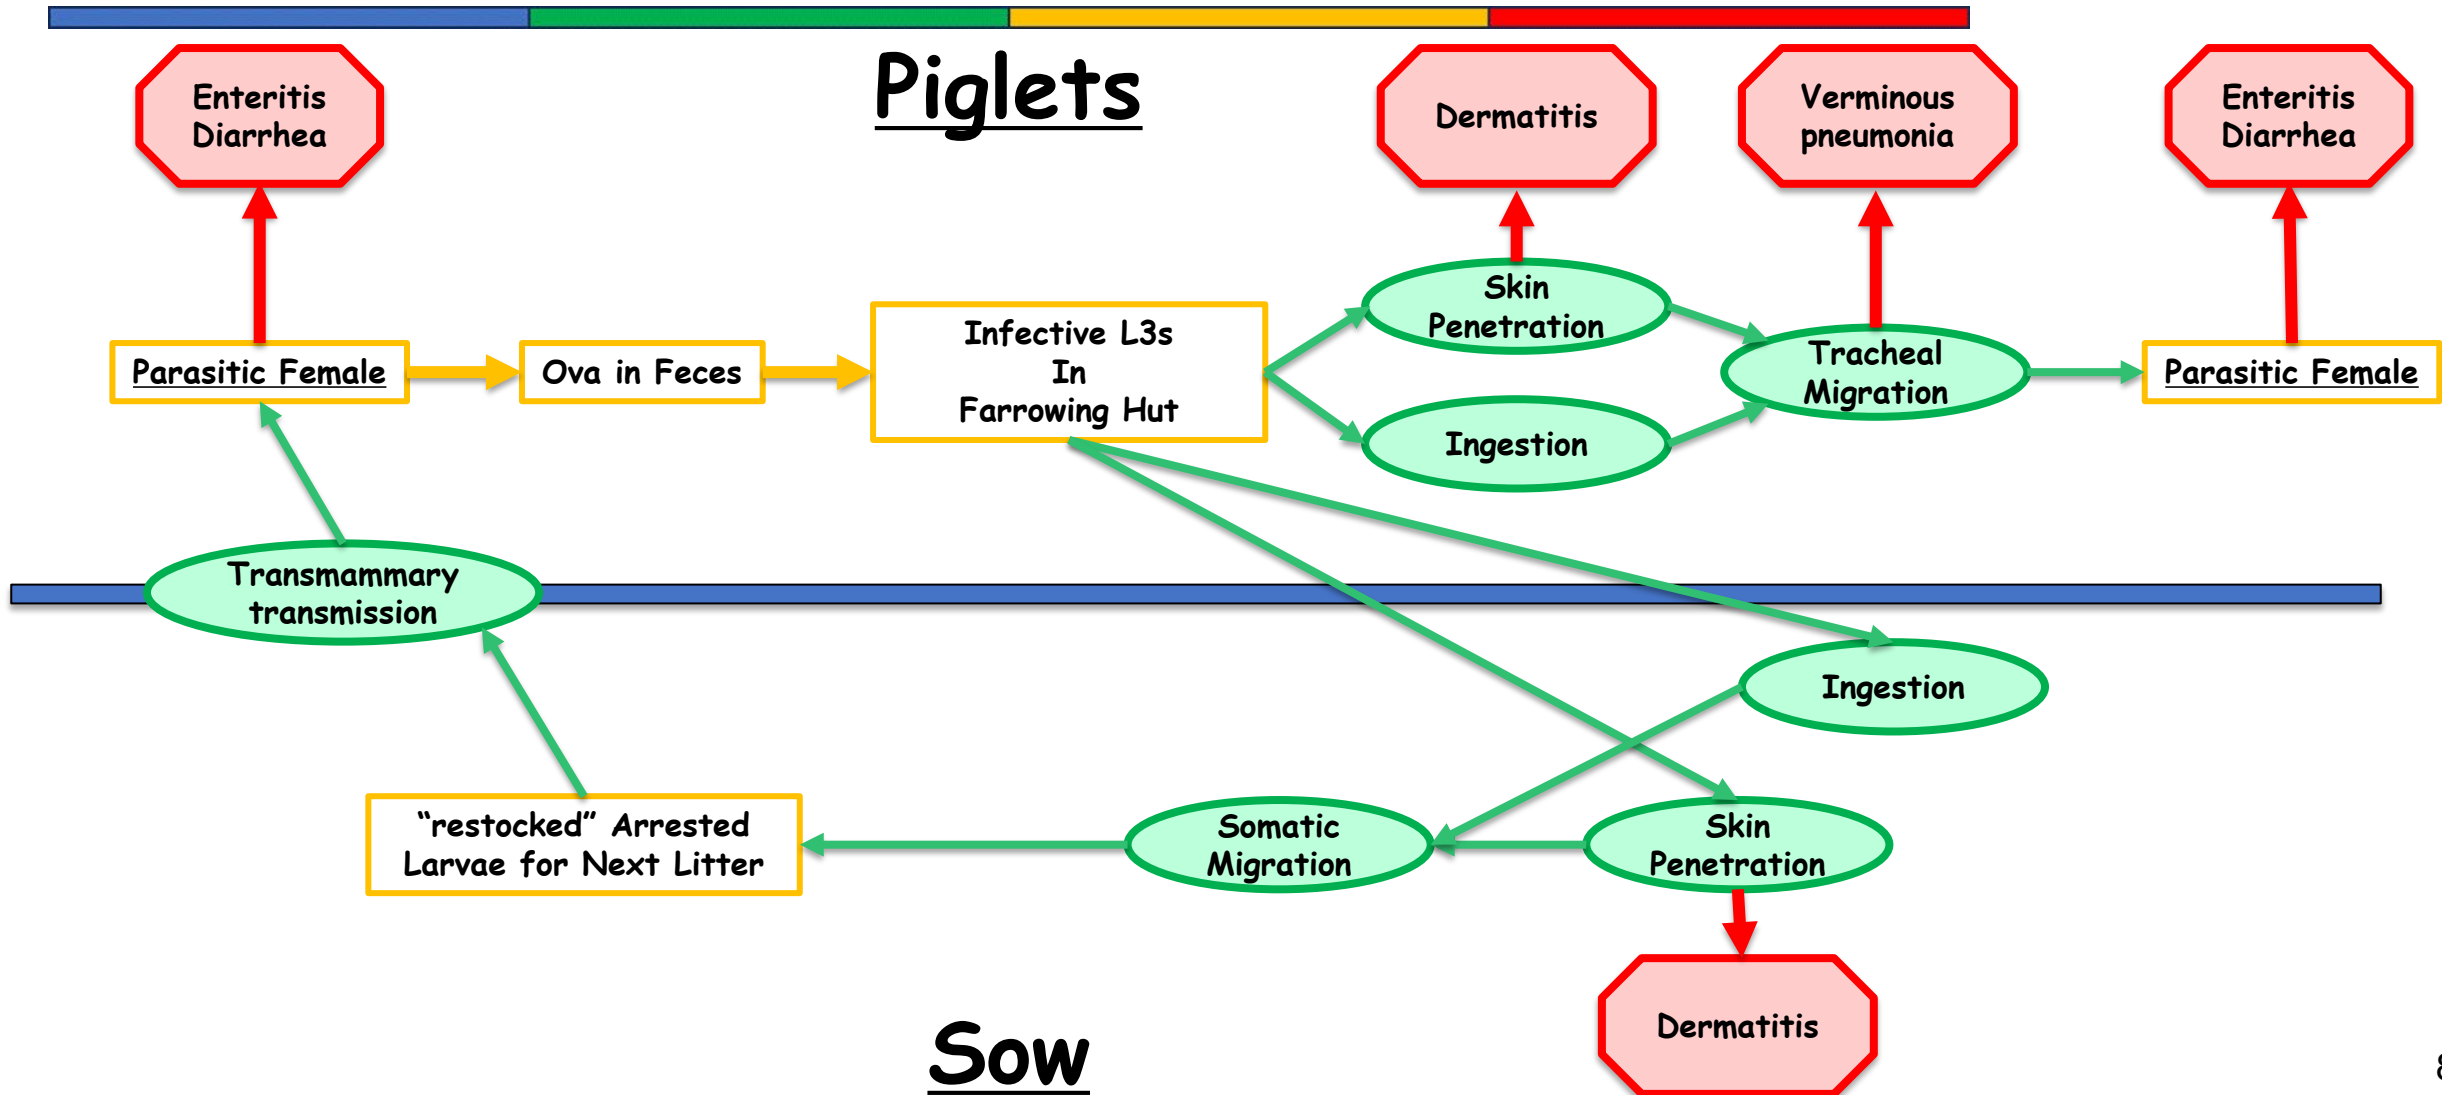 Piglets
Enteritis
Diarrhea
Dermatitis
Verminous
pneumonia
Enteritis
Diarrhea
Parasitic Female
Ova in Feces
Infective L3s
In
Farrowing Hut
Skin
Penetration
Ingestion
Tracheal
Migration
Parasitic Female
Transmammary
transmission
Ingestion
“restocked” Arrested
Larvae for Next Litter
Somatic
Migration
Skin
Penetration
Dermatitis
Sow